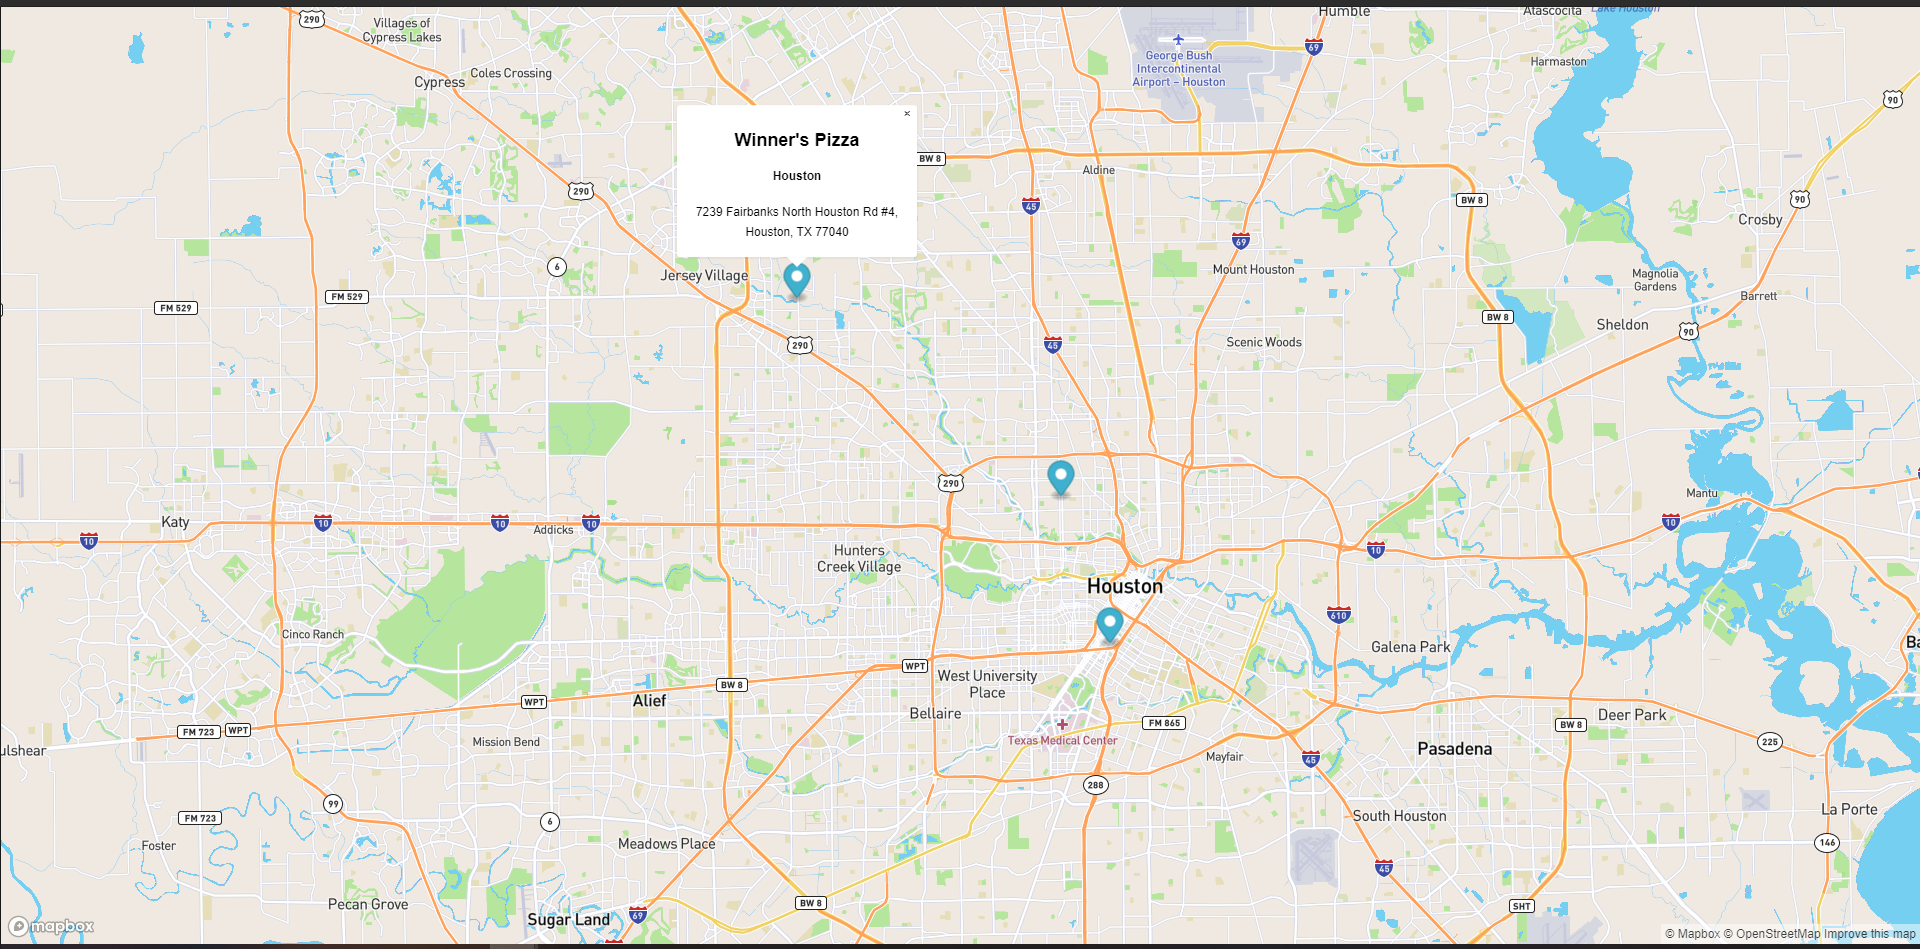 290
Villages of
Cypress Lakes
Humble
Atascocita
Lake Houston
69
George Bush
Intercontinental
Airport – Houston
Harmaston
Coles Crossing
Cypress
90
×
Winner's Pizza
Houston
7239 Fairbanks North Houston Rd #4,
Houston, TX 77040
BW 8
Aldine
290
45
BW 8
90
Crosby
69
6
Jersey Village
Mount Houston
Magnolia
Gardens
FM 529
FM 529
Barrett
BW 8
Sheldon
90
290
45
Scenic Woods
290
Mantu
Katy
10
10
10
Addicks
10
10
10
Hunters
Creek Village
Houston
610
Cinco Ranch
Galena Park
Ba
WPT
West University
Place
BW 8
WPT
Alief
Bellaire
FM 865
BW 8
Deer Park
FM 723
WPT
ulshear
Mission Bend
Texas Medical Center
Mayfair
45
Pasadena
225
288
99
6
FM 723
La Porte
South Houston
Foster
Meadows Place
146
45
Pecan Grove
BW 8
SHT
Sugar Land
69
mapbox
© Mapbox © OpenStreetMap Improve this map